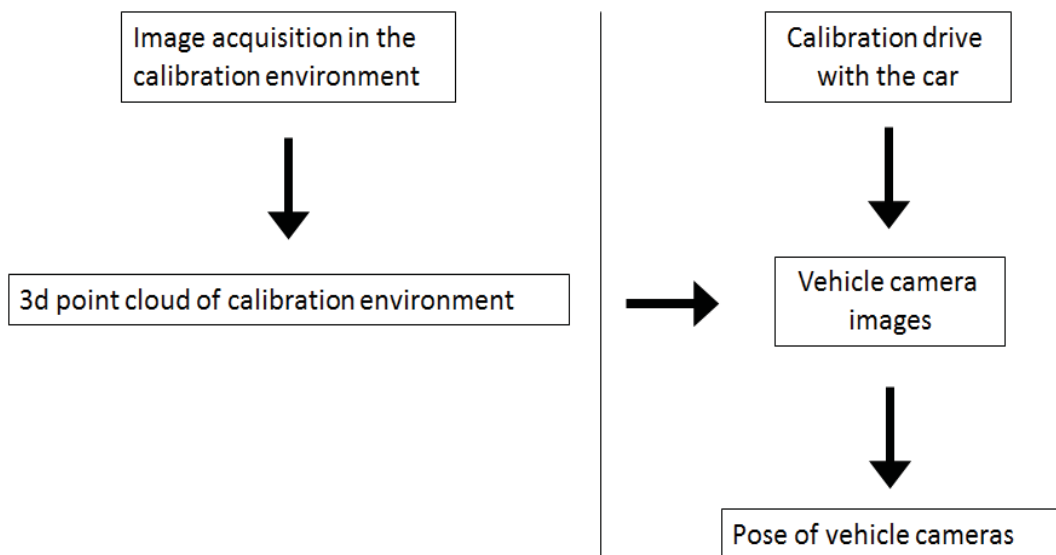 Image acquisition in the
calibration environment
3d point cloud of calibration environment
Calibration drive
with the car
Vehicle camera
images
Pose of vehicle cameras